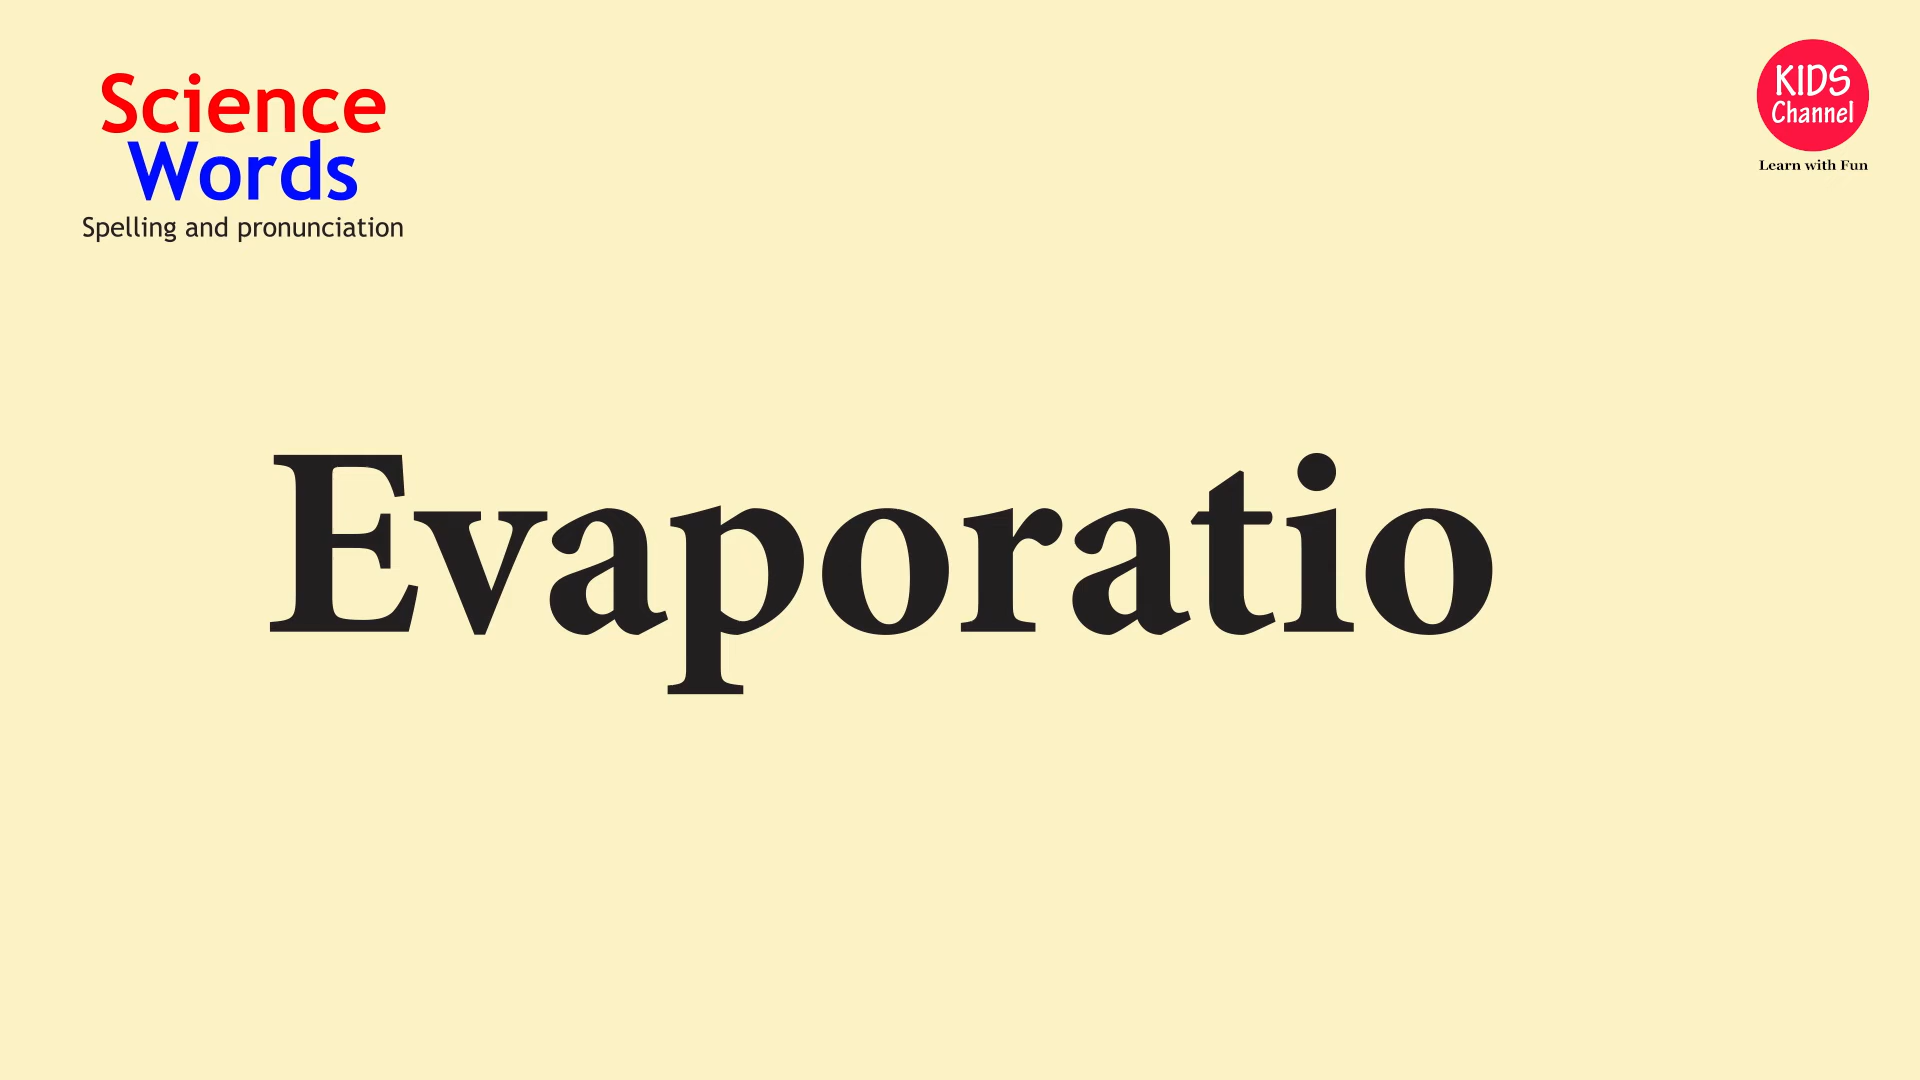 Science
Words
Spelling and pronunciation
KIDS
Channel
Learn with Fun
Evaporatio